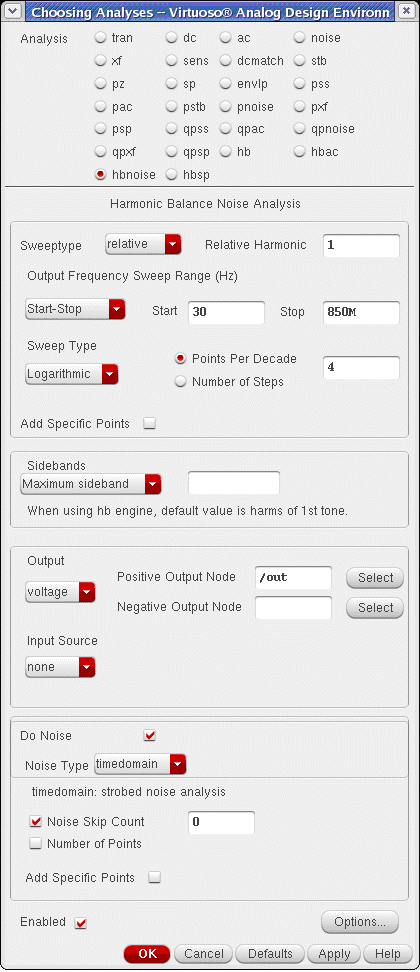 Choosing Analyses -- Virtuoso® Analog Design Environn
Analysis tran dc ac noise
xf sens dcmatch stb
pz sp envlp pss
pac pstb pnoise pxf
psp qpss qpac qpnoise
qpxf qpsp hb hbac
hbnoise hbsp
Harmonic Balance Noise Analysis
Sweeptype relative Relative Harmonic 1
Output Frequency Sweep Range (Hz)
Start-Stop Start 30 Stop 850M
Sweep Type
Points Per Decade
Logarithmic 4
Number of Steps
Add Specific Points
Sidebands
Maximum sideband
When using hb engine, default value is harms of 1st tone.
Output
Positive Output Node /out Select
voltage
Negative Output Node Select
Input Source
none
Do Noise
Noise Type timedomain
timedomain: strobed noise analysis
Noise Skip Count 0
Number of Points
Add Specific Points
Enabled Options...
OK Cancel Defaults Apply Help